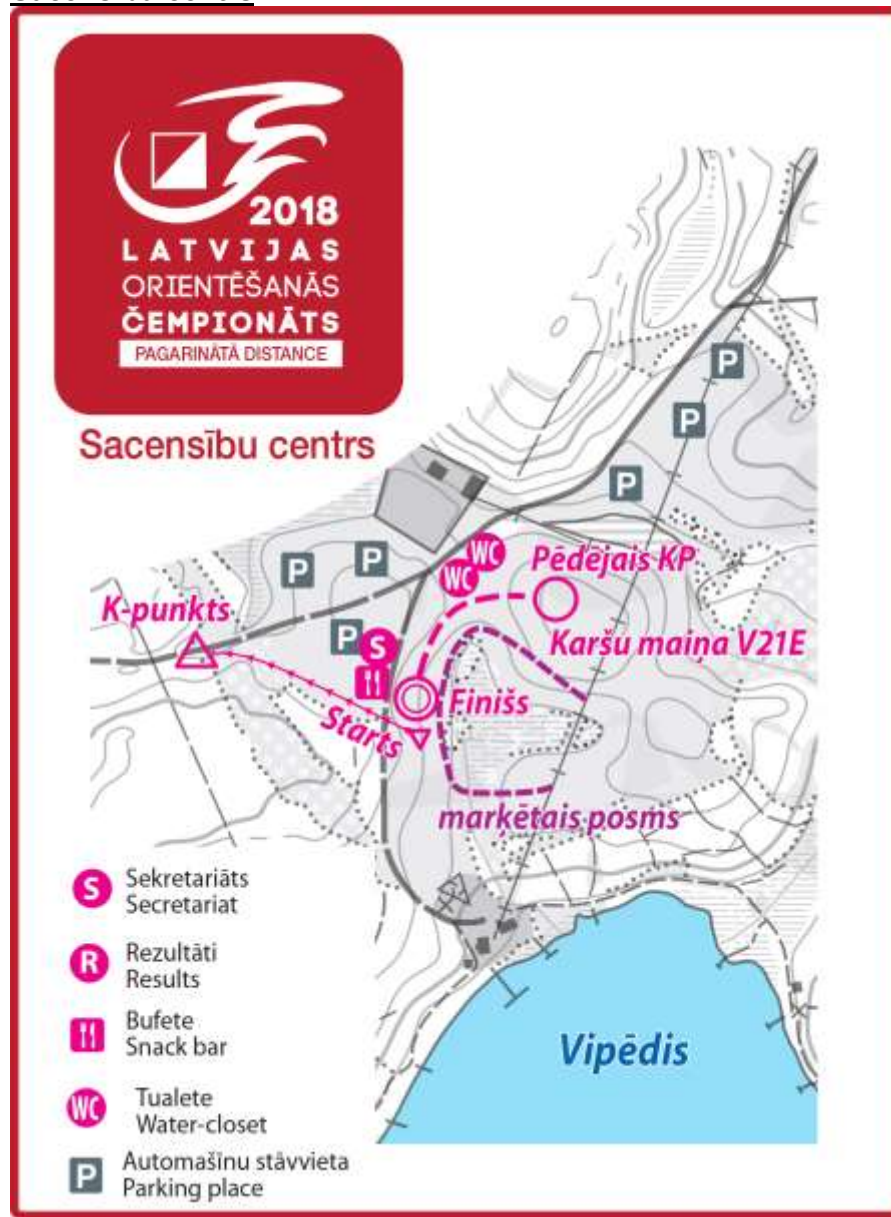 2018
LATVIJAS
ORIENTĒŠANĀS
ČEMPIONĀTS
PAGARINĀTĀ DISTANCE
Sacensību centrs
P
P
P
P
P
WC
WC
Pēdējais KP
K-punkts
P
S
Karšu maiņa V21E
Finišs
Starts
marķētais posms
S
Sekretariāts
Secretariat
R
Rezultāti
Results
Bufete
Snack bar
Vipēdis
WC
Tualete
Water-closet
P
Automašīnu stāvvieta
Parking place